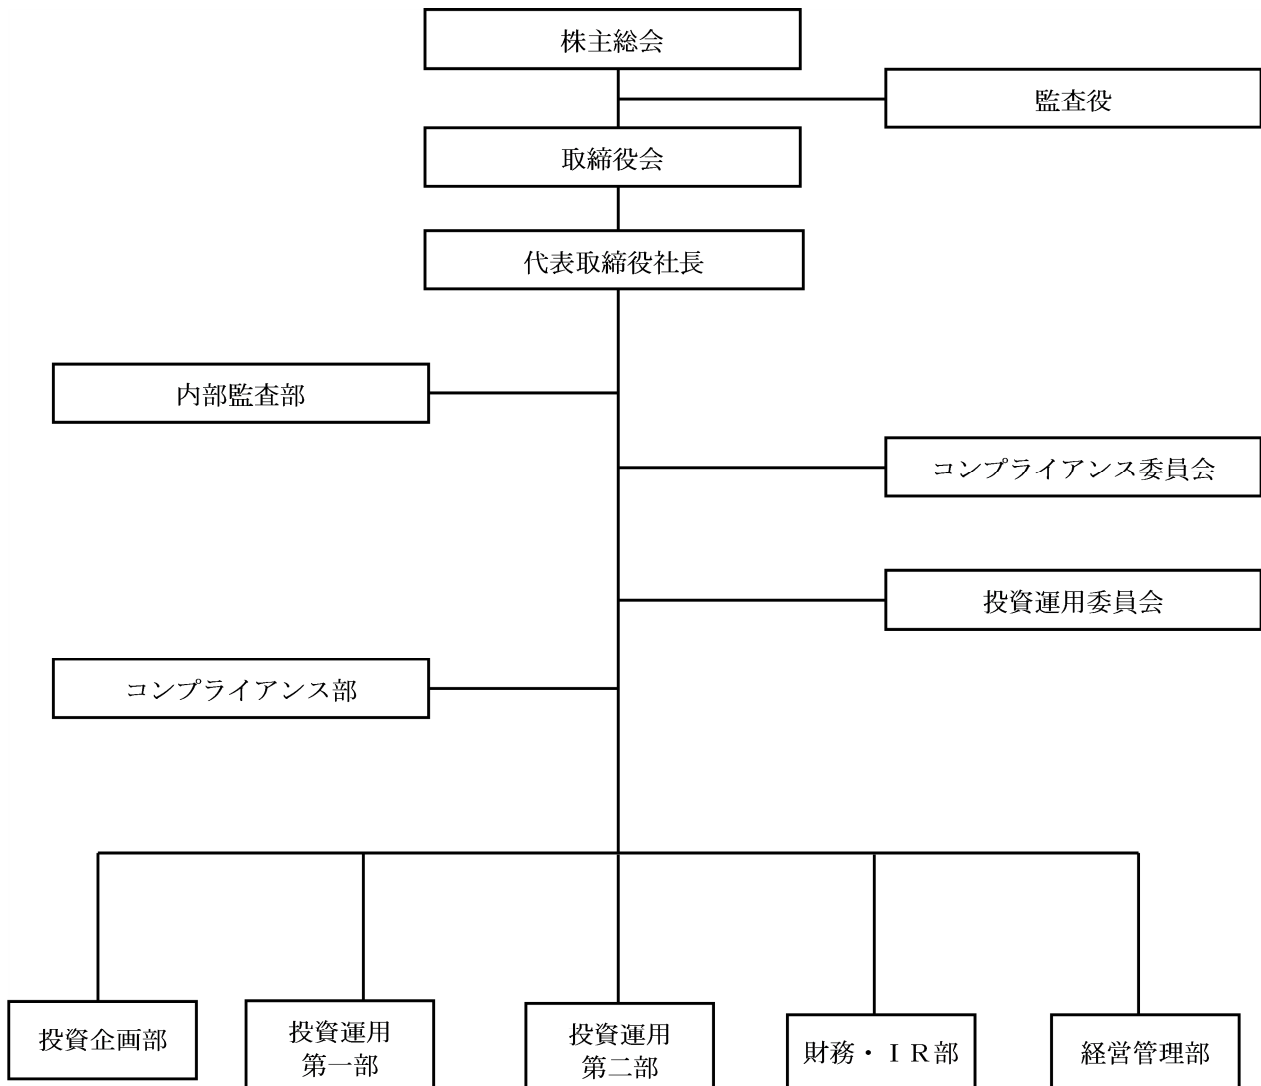 株主総会
監査役
取締役会
代表取締役社長
内部監査部
コンプライアンス委員会
投資運用委員会
コンプライアンス部
投資企画部
投資運用
第一部
投資運用
第二部
財務・ＩＲ部
経営管理部